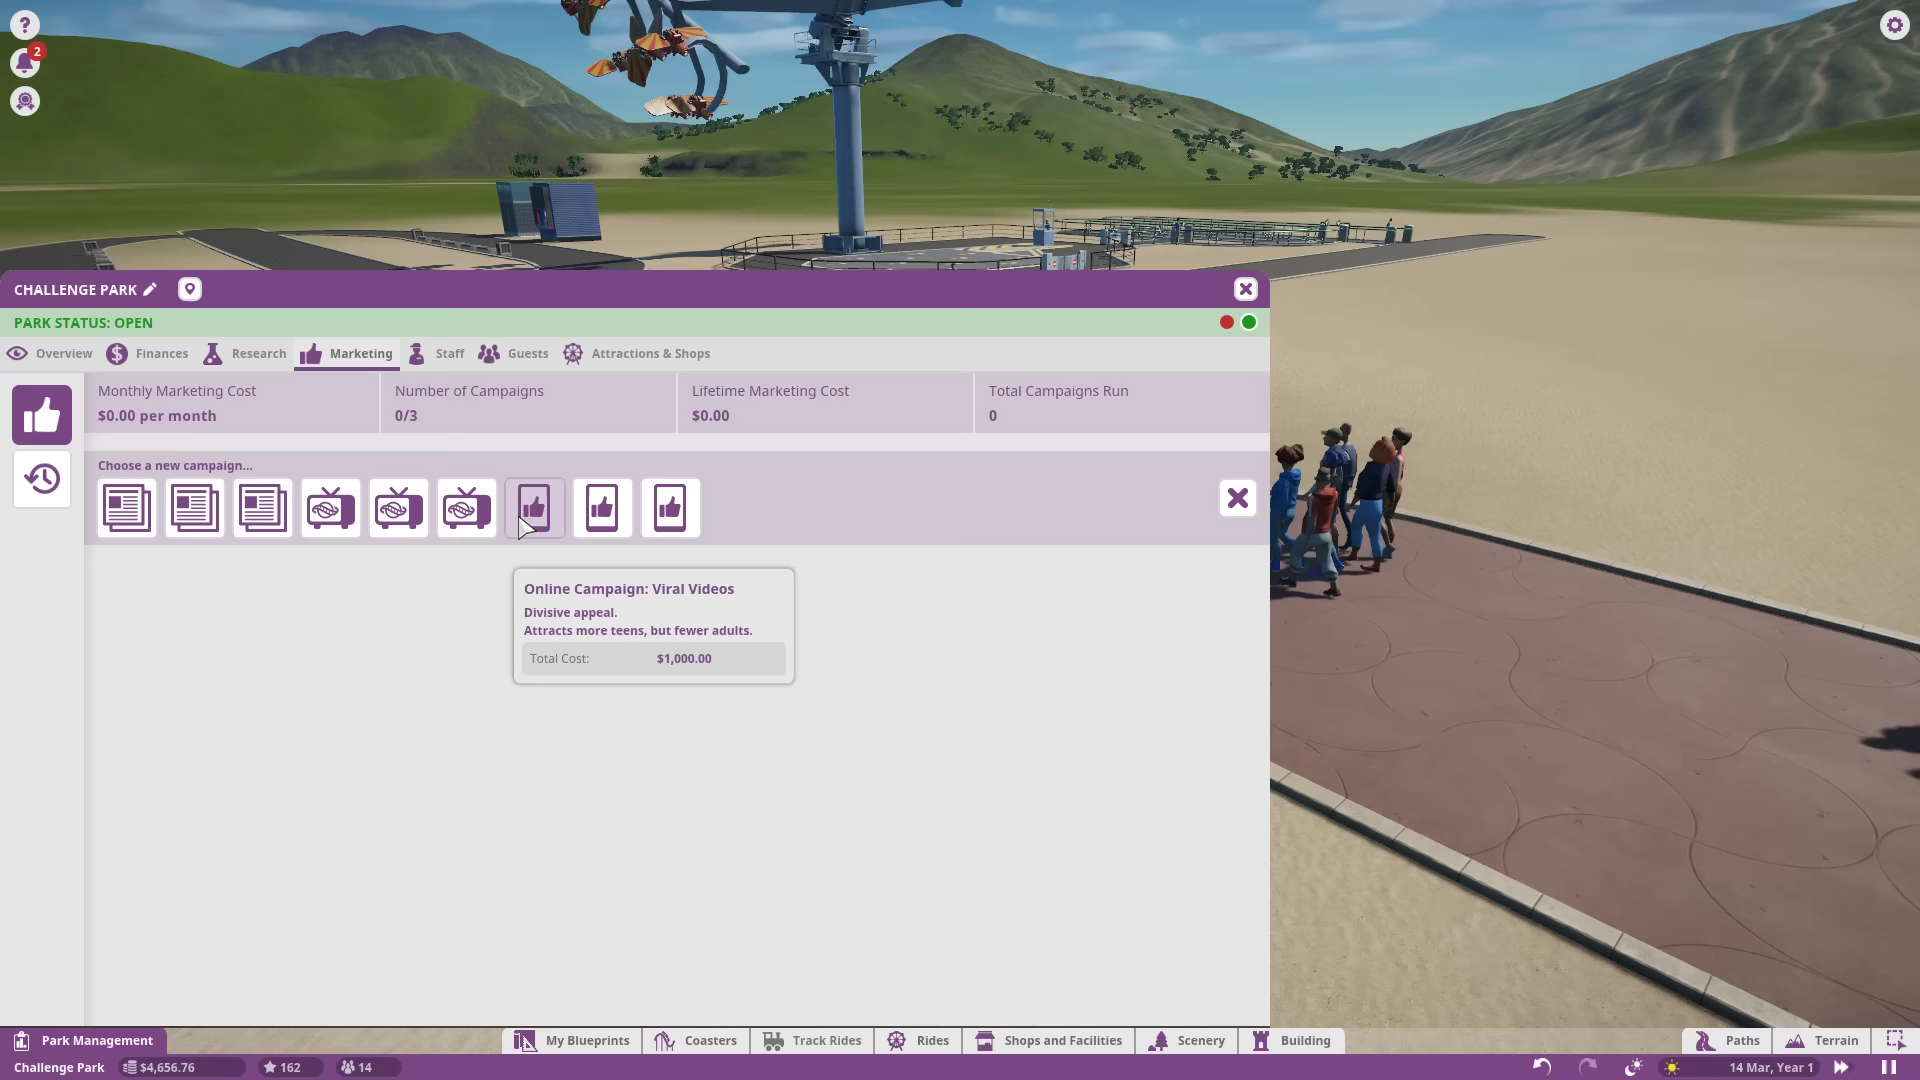 ?
2
CHALLENGE PARK
PARK STATUS: OPEN
Overview
Finances
Research
Marketing
Staff
Guests
Attractions & Shops
Monthly Marketing Cost
$0.00 per month
Number of Campaigns
0/3
Lifetime Marketing Cost
$0.00
Total Campaigns Run
0
Choose a new campaign...
Online Campaign: Viral Videos
Divisive appeal.
Attracts more teens, but fewer adults.
Total Cost: $1,000.00
Park Management
My Blueprints
Coasters
Track Rides
Rides
Shops and Facilities
Scenery
Building
Paths
Terrain
Challenge Park
$4,656.76
162
14
14 Mar, Year 1